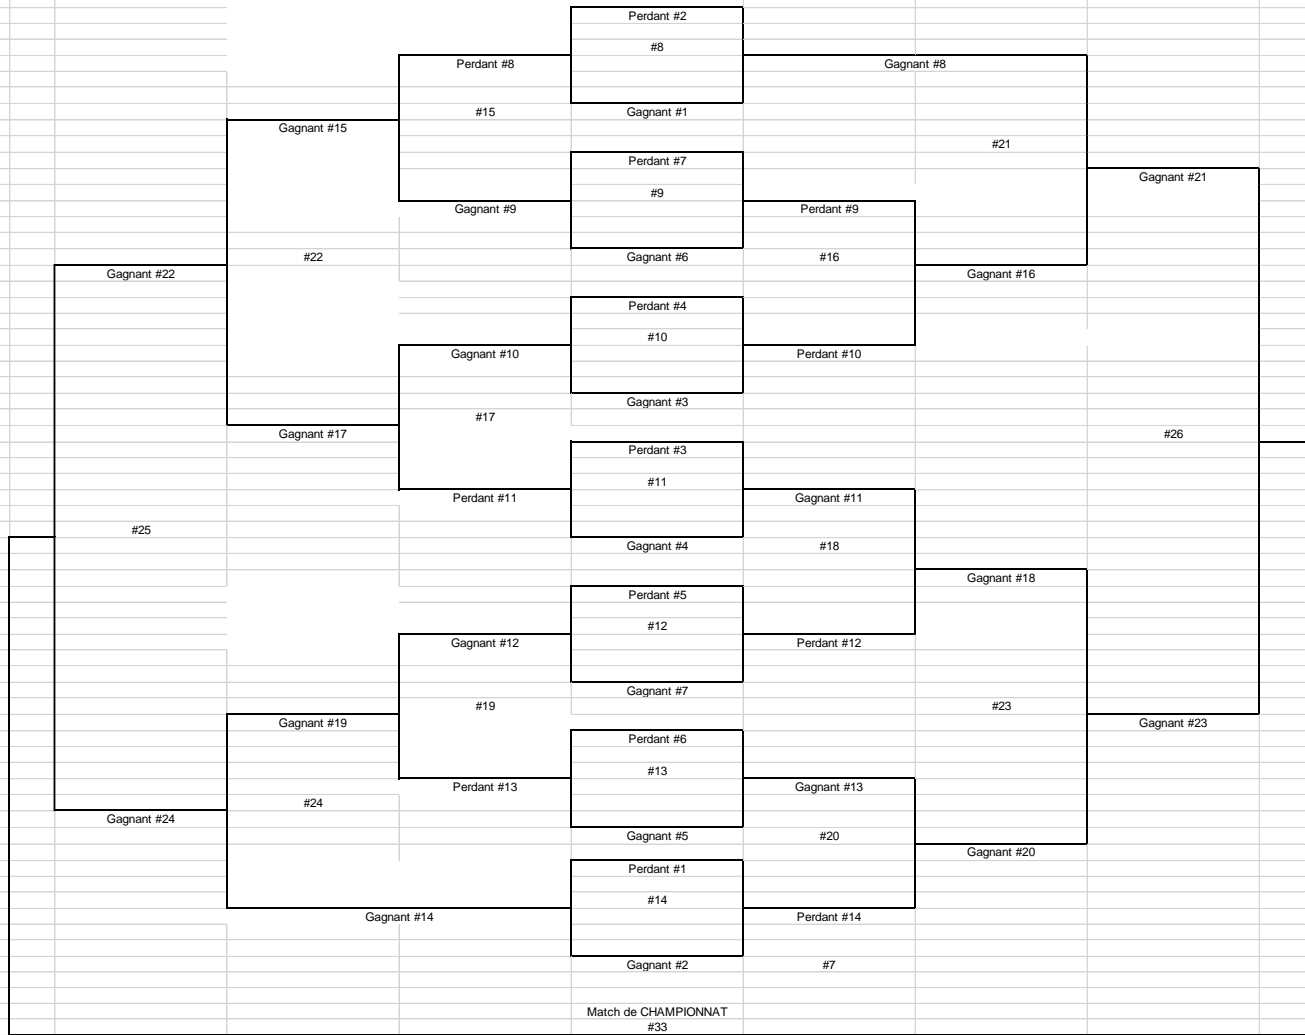 Perdant #2
#8
Perdant #8
Gagnant #8
#15
Gagnant #1
Gagnant #15
#21
Perdant #7
Gagnant #21
#9
Gagnant #9
Perdant #9
#22
Gagnant #6
#16
Gagnant #22
Gagnant #16
Perdant #4
#10
Gagnant #10
Perdant #10
Gagnant #3
#17
Gagnant #17
#26
Perdant #3
#11
Perdant #11
Gagnant #11
#25
Gagnant #4
#18
Gagnant #18
Perdant #5
#12
Gagnant #12
Perdant #12
Gagnant #7
#19
#23
Gagnant #19
Gagnant #23
Perdant #6
#13
Perdant #13
Gagnant #13
#24
Gagnant #24
Gagnant #5
#20
Gagnant #20
Perdant #1
#14
Gagnant #14
Perdant #14
Gagnant #2
#7
Match de CHAMPIONNAT
#33